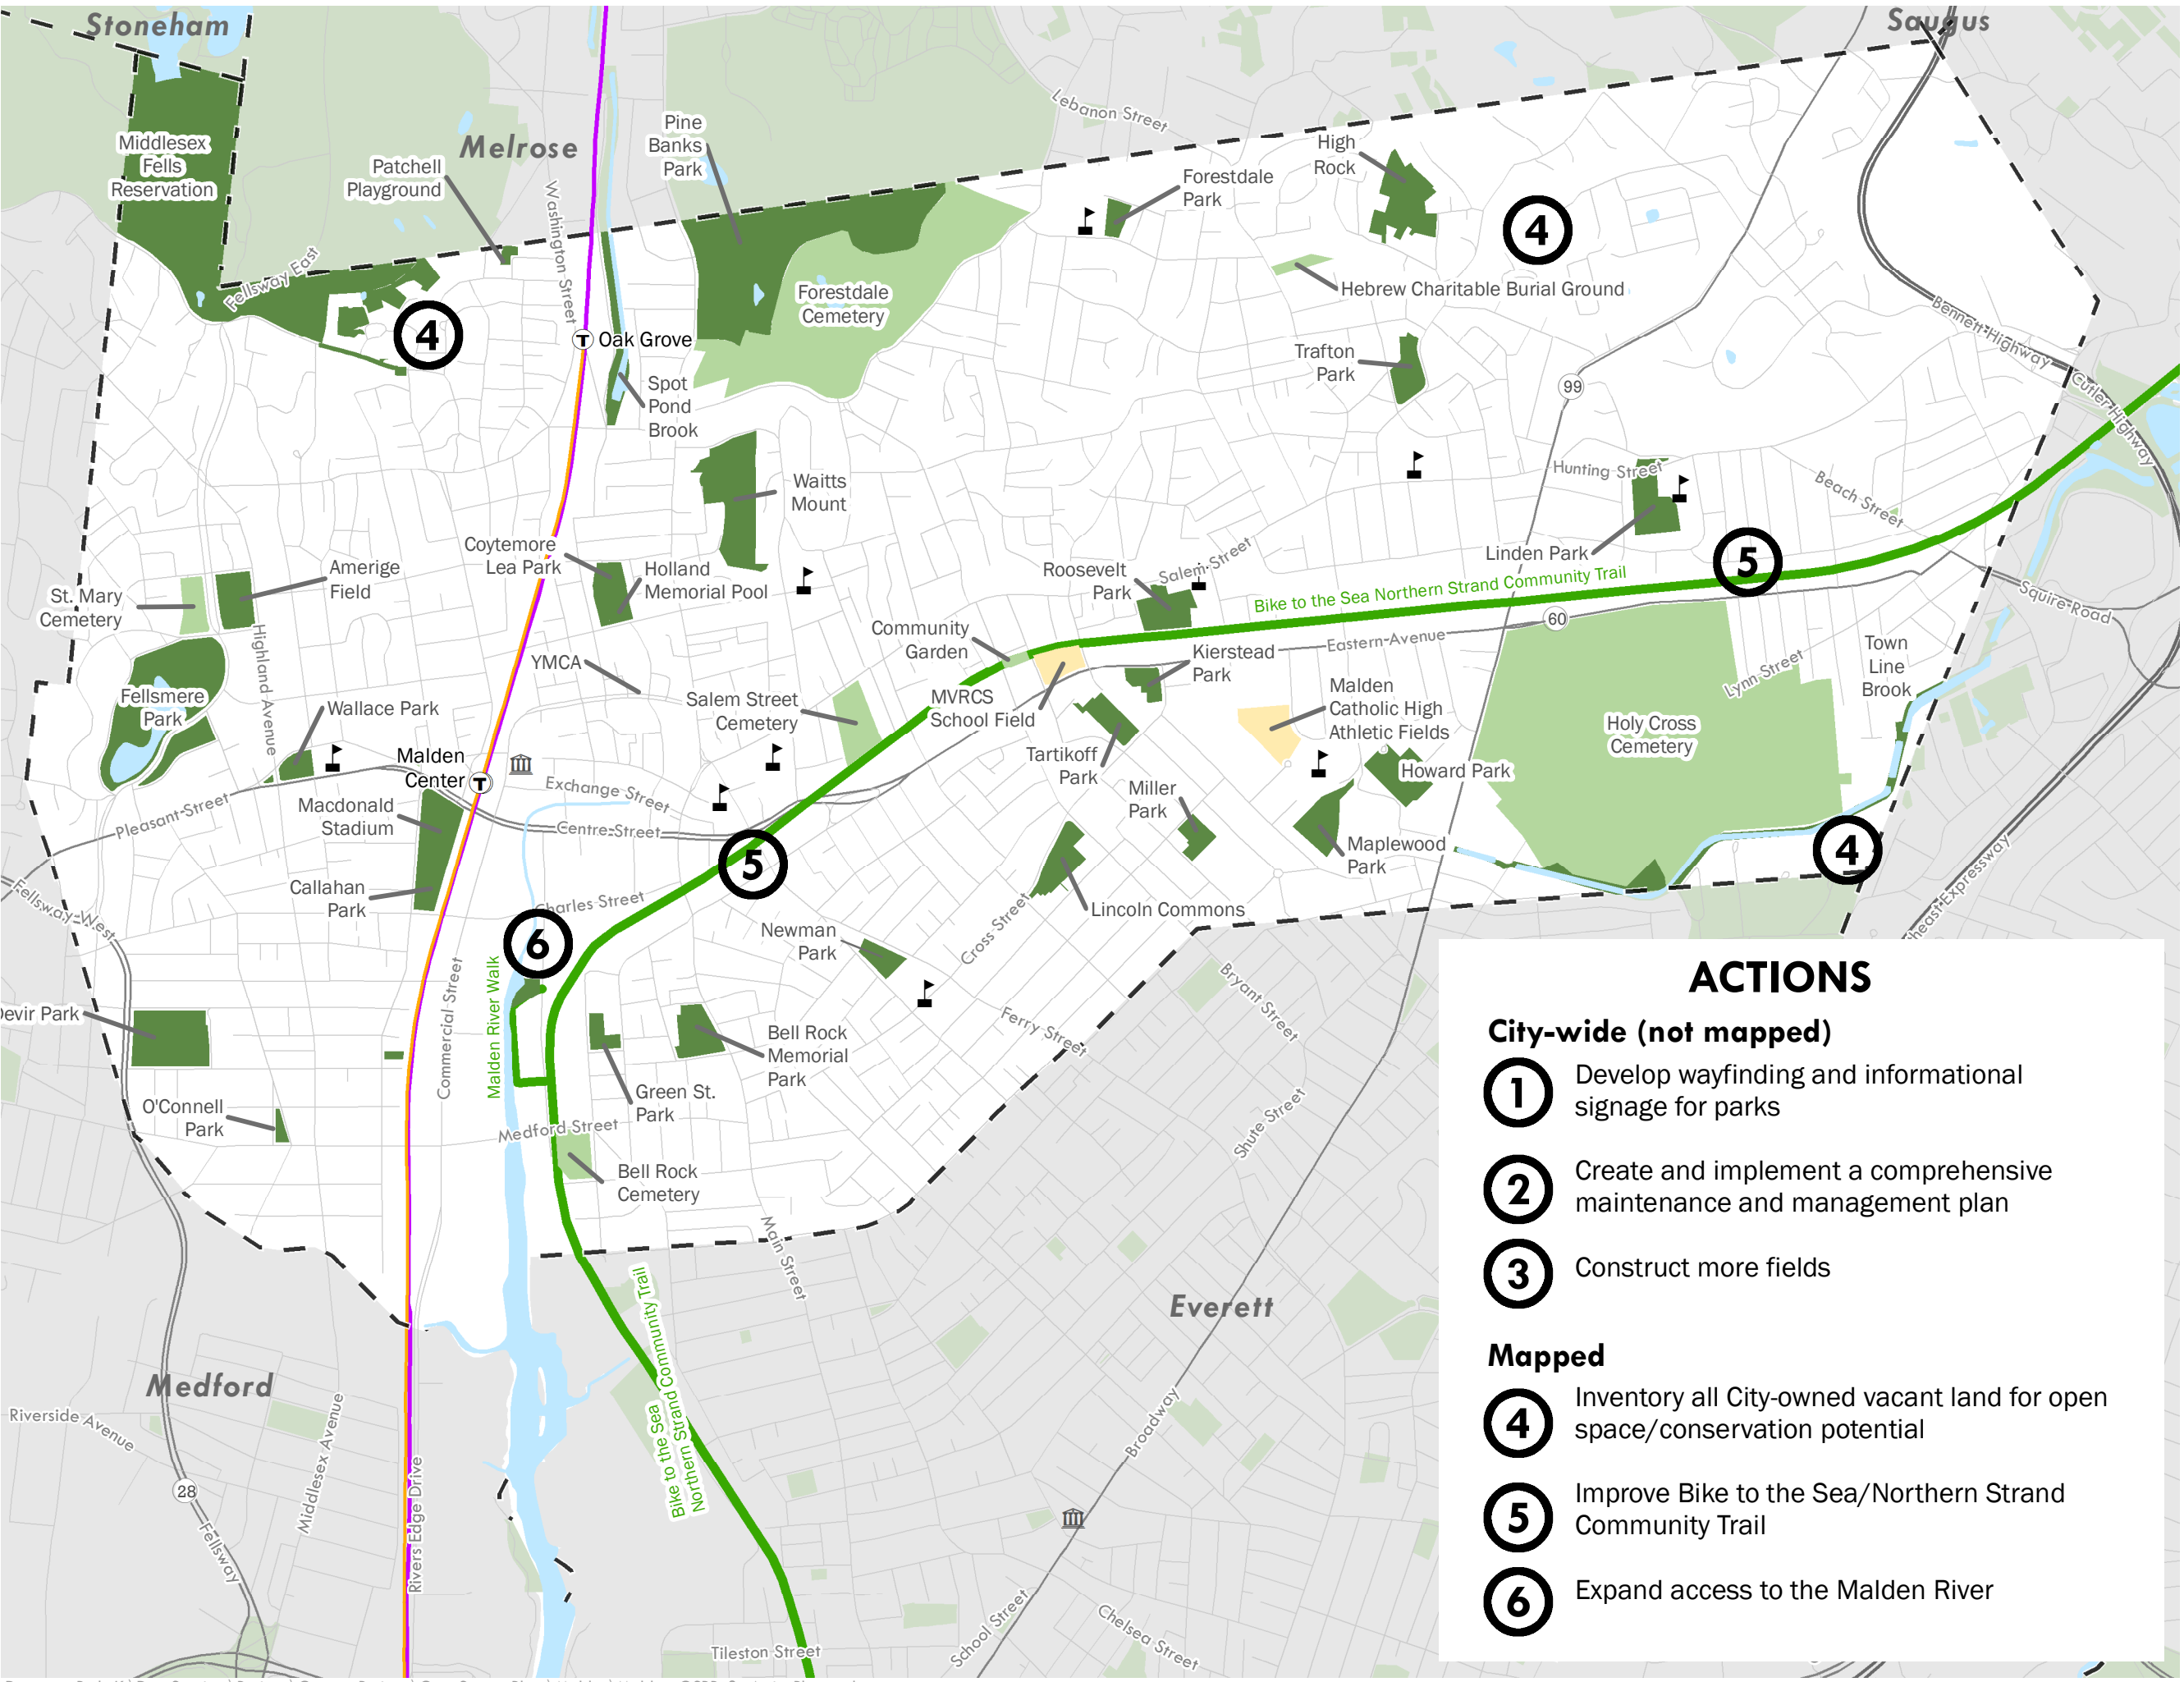 Stoneham
Saugus
Middlesex
Fells
Reservation
Melrose
Patchell
Playground
Washington Street
Pine
Banks
Park
Lebanon Street
High
Rock
Forestdale
Park
4
Fellsway East
Forestdale
Cemetery
Hebrew Charitable Burial Ground
4
T Oak Grove
Bennett Highway
Trafton
Park
99
Cutler Highway
Spot
Pond
Brook
Waitts
Mount
Hunting Street
Beach Street
Coytemore
Lea Park
Holland
Memorial Pool
Amerige
Field
St. Mary
Cemetery
Highland Avenue
Roosevelt
Park
Salem Street
Linden Park
5
Bike to the Sea Northern Strand Community Trail
Squire Road
60
Eastern Avenue
Community
Garden
YMCA
Kierstead
Park
Town
Line
Brook
Lynn Street
Fellsmere
Park
Wallace Park
Salem Street
Cemetery
MVRCS
School Field
Malden
Catholic High
Athletic Fields
Holy Cross
Cemetery
Malden
Center
T
Tartikoff
Park
Howard Park
Pleasant Street
Macdonald
Stadium
Exchange Street
Centre Street
Miller
Park
Maplewood
Park
4
5
Callahan
Park
Charles Street
Lincoln Commons
Cross Street
Fellsway West
6
Newman
Park
heast Expressway
Malden River Walk
Commercial Street
Bryant Street
evir Park
Ferry Street
Bell Rock
Memorial
Park
Green St.
Park
O'Connell
Park
Medford Street
Shute Street
Bell Rock
Cemetery
Main Street
Everett
Medford
Bike to the Sea
Northern Strand Community Trail
Riverside Avenue
Middlesex Avenue
Broadway
28
Fellsway
Rivers Edge Drive
School Street
Chelsea Street
Tileston Street
ACTIONS
City-wide (not mapped)
1 Develop wayfinding and informational
signage for parks
2 Create and implement a comprehensive
maintenance and management plan
3 Construct more fields
Mapped
4 Inventory all City-owned vacant land for open
space/conservation potential
5 Improve Bike to the Sea/Northern Strand
Community Trail
6 Expand access to the Malden River